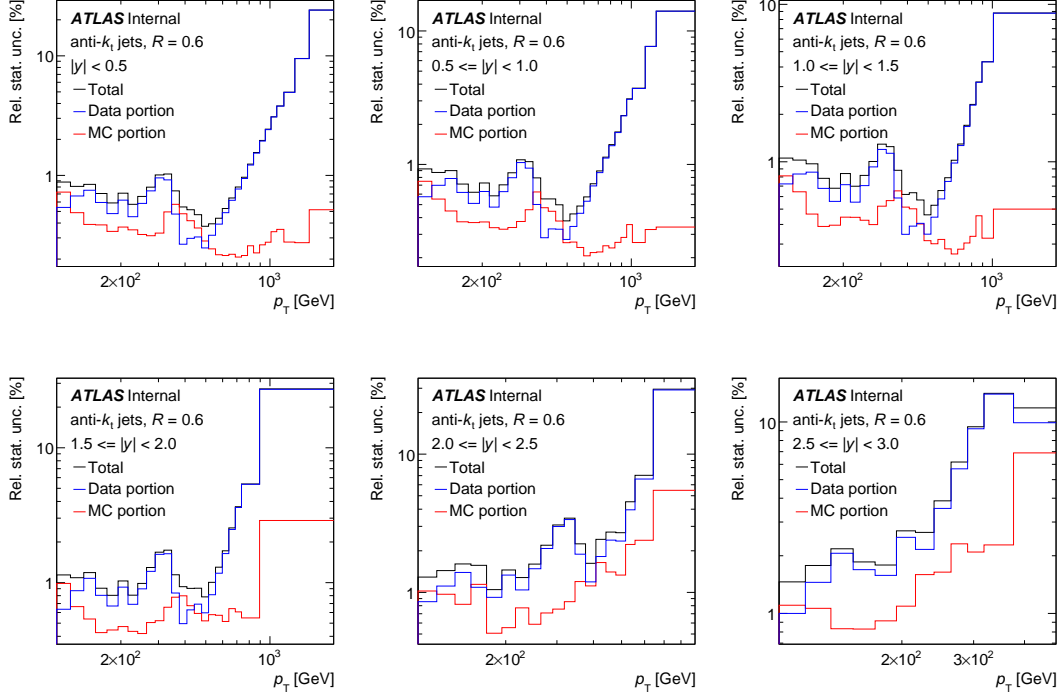 Rel. stat. unc. [%]
ATLAS Internal
anti-kt jets, R = 0.6
|y| < 0.5
Total
Data portion
MC portion
10
1
2×10²
10³
pT [GeV]
Rel. stat. unc. [%]
ATLAS Internal
anti-kt jets, R = 0.6
0.5 <= |y| < 1.0
Total
Data portion
MC portion
10
1
2×10²
10³
pT [GeV]
Rel. stat. unc. [%]
10
ATLAS Internal
anti-kt jets, R = 0.6
1.0 <= |y| < 1.5
Total
Data portion
MC portion
1
2×10²
10³
pT [GeV]
Rel. stat. unc. [%]
ATLAS Internal
anti-kt jets, R = 0.6
1.5 <= |y| < 2.0
Total
Data portion
MC portion
10
1
2×10²
10³
pT [GeV]
Rel. stat. unc. [%]
ATLAS Internal
anti-kt jets, R = 0.6
2.0 <= |y| < 2.5
Total
Data portion
MC portion
10
1
2×10²
pT [GeV]
Rel. stat. unc. [%]
ATLAS Internal
anti-kt jets, R = 0.6
2.5 <= |y| < 3.0
Total
Data portion
MC portion
10
1
2×10²
3×10²
pT [GeV]